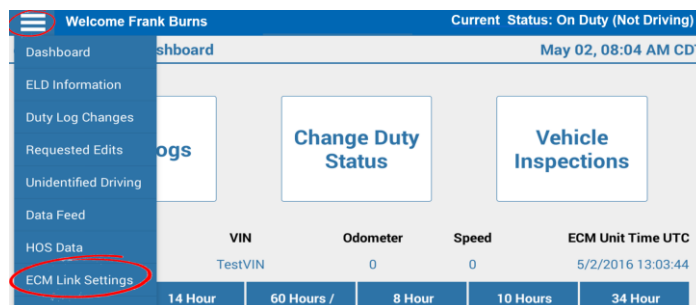 Welcome Frank Burns
Current Status: On Duty (Not Driving)
shboard
May 02, 08:04 AM CD
Dashboard
ELD Information
Duty Log Changes
Requested Edits
Unidentified Driving
Data Feed
HOS Data
ECM Link Settings
ogs
Change Duty
Status
Vehicle
Inspections
VIN
Odometer
Speed
ECM Unit Time UTC
TestVIN
0
0
5/2/2016 13:03:44
14 Hour
60 Hours /
8 Hour
10 Hours
34 Hour